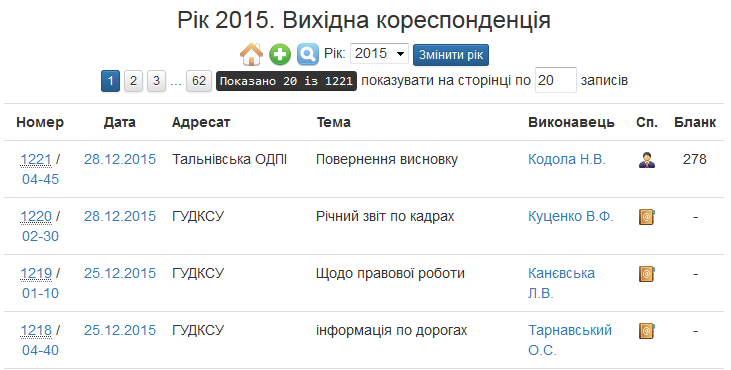 Рік 2015. Вихідна кореспонденція
Рік: 2015 Змінити рік
1 2 3 ... 62 Показано 20 із 1221 показувати на сторінці по 20 записів
Номер Дата Адресат Тема Виконавець Сп. Бланк
1221 / 28.12.2015 Тальнівська ОДПІ Повернення висновку Кодола Н.В. 278
04-45
1220 / 28.12.2015 ГУДКСУ Річний звіт по кадрах Куценко В.Ф. -
02-30
1219 / 25.12.2015 ГУДКСУ Щодо правової роботи Канєвська -
01-10 Л.В.
1218 / 25.12.2015 ГУДКСУ інформація по дорогах Тарнавський -
04-40 О.С.